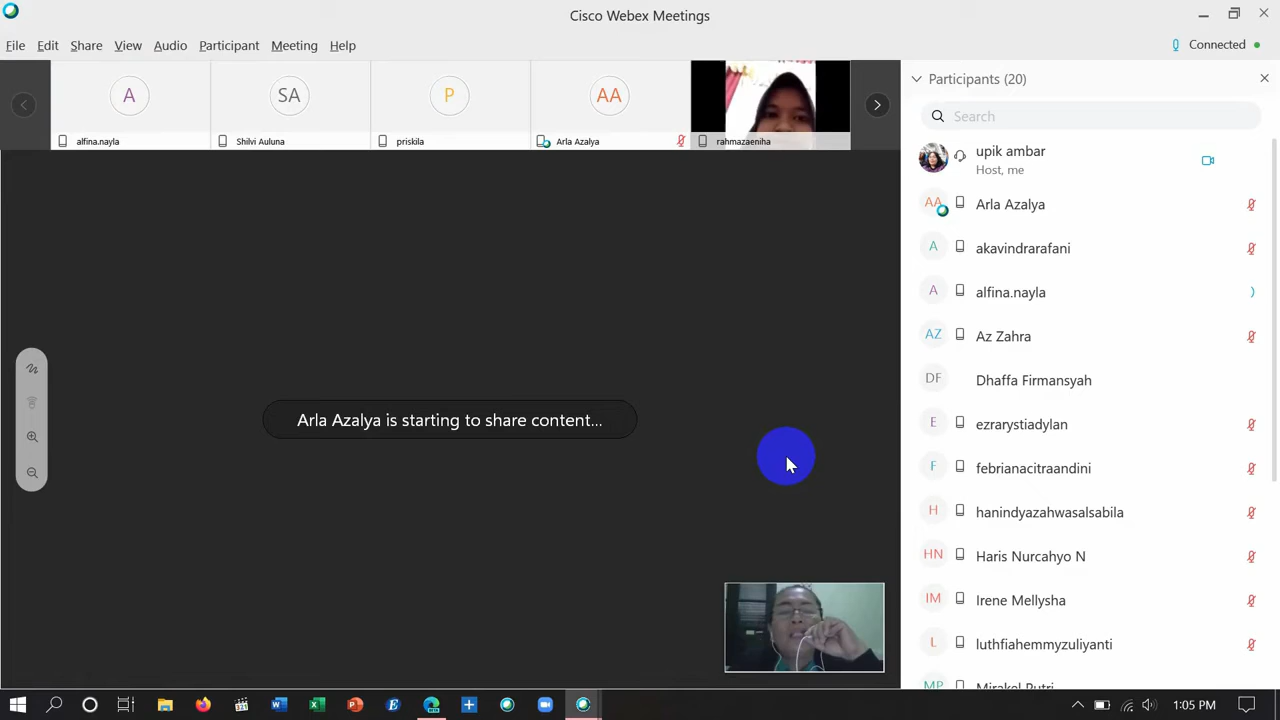 Cisco Webex Meetings
File Edit Share View Audio Participant Meeting Help
Connected
A
alfina.nayla
SA
Shilvi Auluna
P
priskila
AA
Arla Azalya
rahmazaeniha
Arla Azalya is starting to share content...
Participants (20)
Search
upik ambar
Host, me
AA Arla Azalya
A akavindrarafani
A alfina.nayla
AZ Az Zahra
DF Dhaffa Firmansyah
E ezrarystiadylan
F febrianacitraandini
H hanindyazahwasalsabila
HN Haris Nurcahyo N
IM Irene Mellysha
L luthfiahemmyzuliyanti
MP Mirakel Putri
1:05 PM